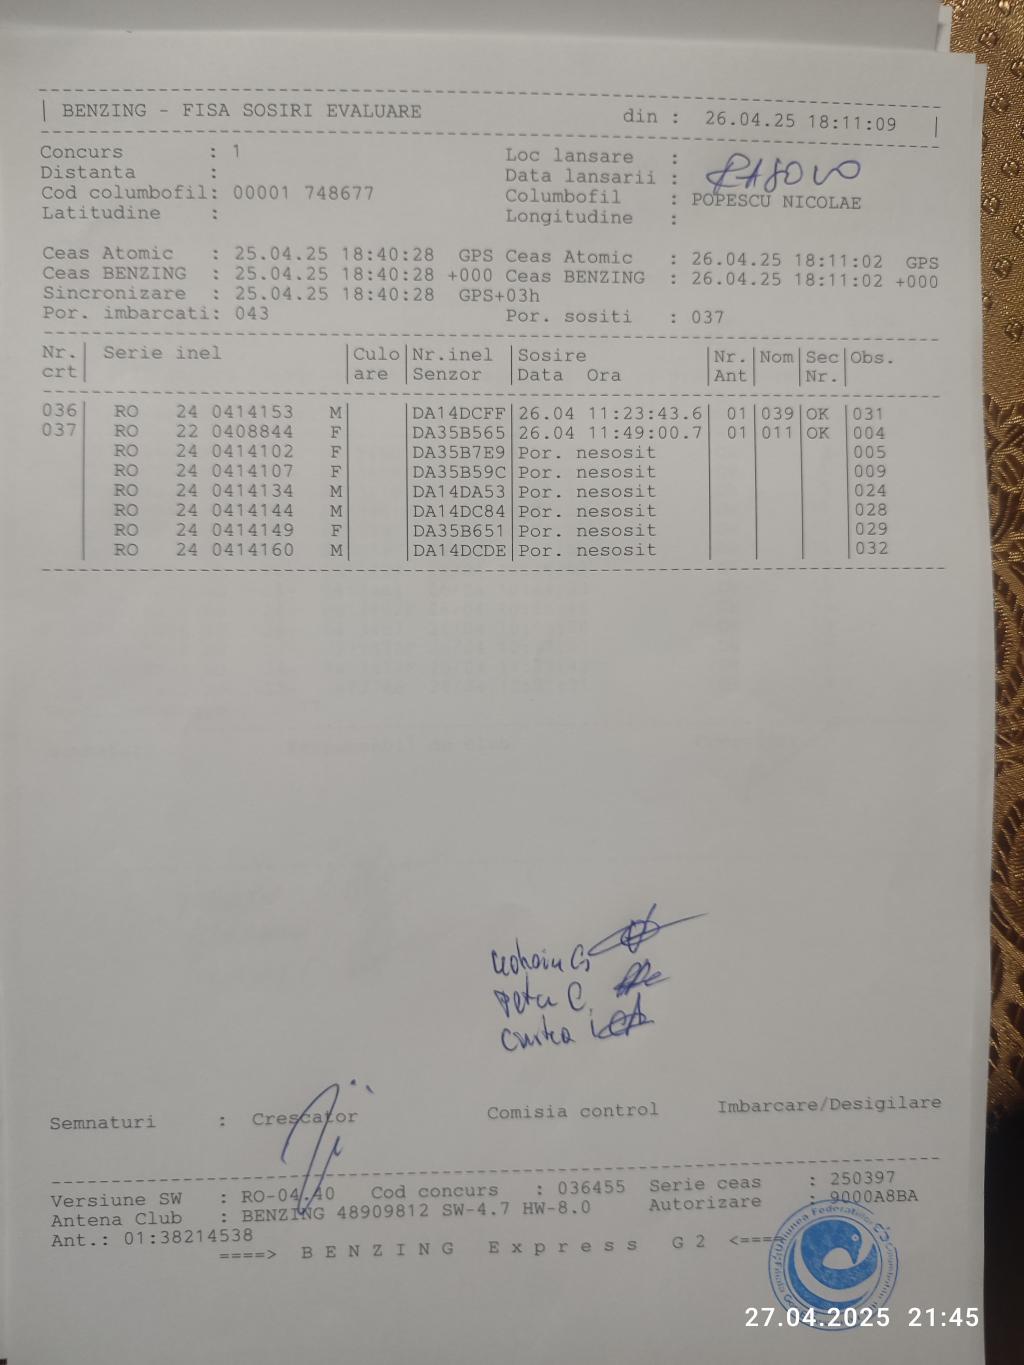 BENZING - FISA SOSIRI EVALUARE din : 26.04.25 18:11:09
Concurs : 1 Loc lansare :
Distanta : Data lansarii :
Cod columbofil: 00001 748677 Columbofil : POPESCU NICOLAE
Latitudine : Longitudine :
Ceas Atomic : 25.04.25 18:40:28 GPS Ceas Atomic : 26.04.25 18:11:02 GPS
Ceas BENZING : 25.04.25 18:40:28 +000 Ceas BENZING : 26.04.25 18:11:02 +000
Sincronizare : 25.04.25 18:40:28 GPS+03h
Por. imbarcati: 043 Por. sositi : 037
Nr. | Serie inel | Culo | Nr.inel | Sosire | Nr. | Nom | Sec | Obs.
crt | are | Senzor | Data Ora | Ant | Nr.
036 | RO 24 0414153 M | DA14DCFF | 26.04 11:23:43.6 | 01 | 039 | OK | 031
037 | RO 22 0408844 F | DA35B565 | 26.04 11:49:00.7 | 01 | 011 | OK | 004
RO 24 0414102 F | DA35B7E9 | Por. nesosit | 005
RO 24 0414107 F | DA35B59C | Por. nesosit | 009
RO 24 0414134 M | DA14DA53 | Por. nesosit | 024
RO 24 0414144 M | DA14DC84 | Por. nesosit | 028
RO 24 0414149 F | DA35B651 | Por. nesosit | 029
RO 24 0414160 M | DA14DCDE | Por. nesosit | 032
Petcu C.
Semnaturi : Crescator Comisia control Imbarcare/Desigilare
Versiune SW : RO-04.40 Cod concurs : 036455 Serie ceas : 250397
Antena Club : BENZING 48909812 SW-4.7 HW-8.0 Autorizare : 9000A8BA
Ant.: 01:38214538
====> BENZING Express G2 <====
27.04.2025 21:45